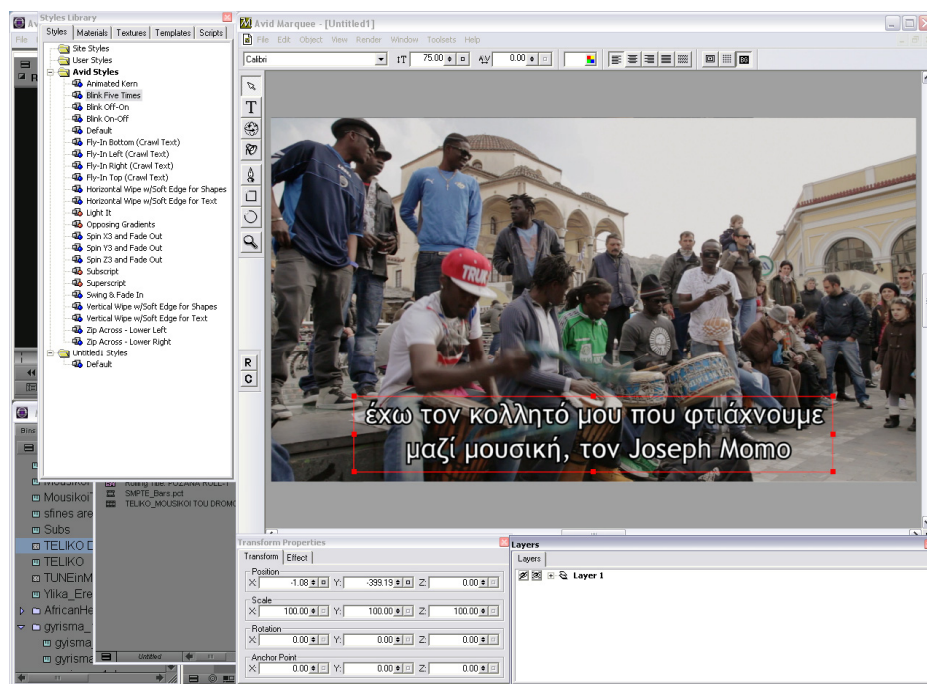 Styles Library
Styles Materials Textures Templates Scripts
Site Styles
User Styles
Avid Styles
Animated Kern
Blink Five Times
Blink Off-On
Blink On-Off
Default
Fly-In Bottom (Crawl Text)
Fly-In Left (Crawl Text)
Fly-In Right (Crawl Text)
Fly-In Top (Crawl Text)
Horizontal Wipe w/Soft Edge for Shapes
Horizontal Wipe w/Soft Edge for Text
Light It
Opposing Gradients
Spin X3 and Fade Out
Spin Y3 and Fade Out
Spin Z3 and Fade Out
Subscript
Superscript
Swing & Fade In
Vertical Wipe w/Soft Edge for Shapes
Vertical Wipe w/Soft Edge for Text
Zip Across - Lower Left
Zip Across - Lower Right
Untitled1 Styles
Default
Avid Marquee - [Untitled1]
File Edit Object View Render Window Toolsets Help
Calibri 75.00 0.00
T
R
C
TRUE
έχω τον κολλητό μου που φτιάχνουμε
μαζί μουσική, τον Joseph Momo
Bins
MousikoiT
sfines are
Subs
TELIKO D
TELIKO
TUNEinM
Ylika_Ere
AfricanHe
gyrisma_
gyisma
gyrisma
SMPTE_Bars.pct
TELIKO_MOUSIKOI TOU DROMO
Untitled
Transform Properties
Transform Effect
Position
X: -1.08 Y: -399.19 Z: 0.00
Scale
X: 100.00 Y: 100.00 Z: 100.00
Rotation
X: 0.00 Y: 0.00 Z: 0.00
Anchor Point
X: 0.00 Y: 0.00 Z: 0.00
Layers
Layers
Layer 1